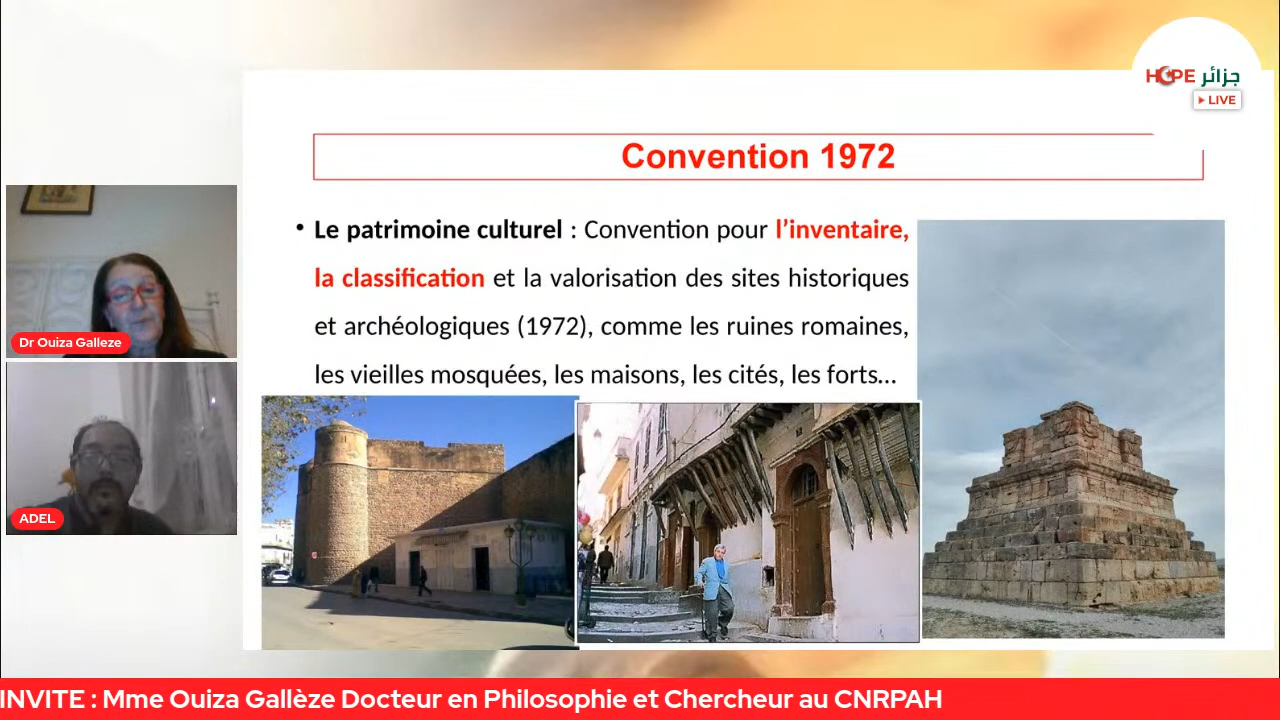 HOPE جزائر
LIVE
Convention 1972
• Le patrimoine culturel : Convention pour l’inventaire,
la classification et la valorisation des sites historiques
et archéologiques (1972), comme les ruines romaines,
les vieilles mosquées, les maisons, les cités, les forts...
Dr Ouiza Galleze
ADEL
INVITE : Mme Ouiza Gallèze Docteur en Philosophie et Chercheur au CNRPAH